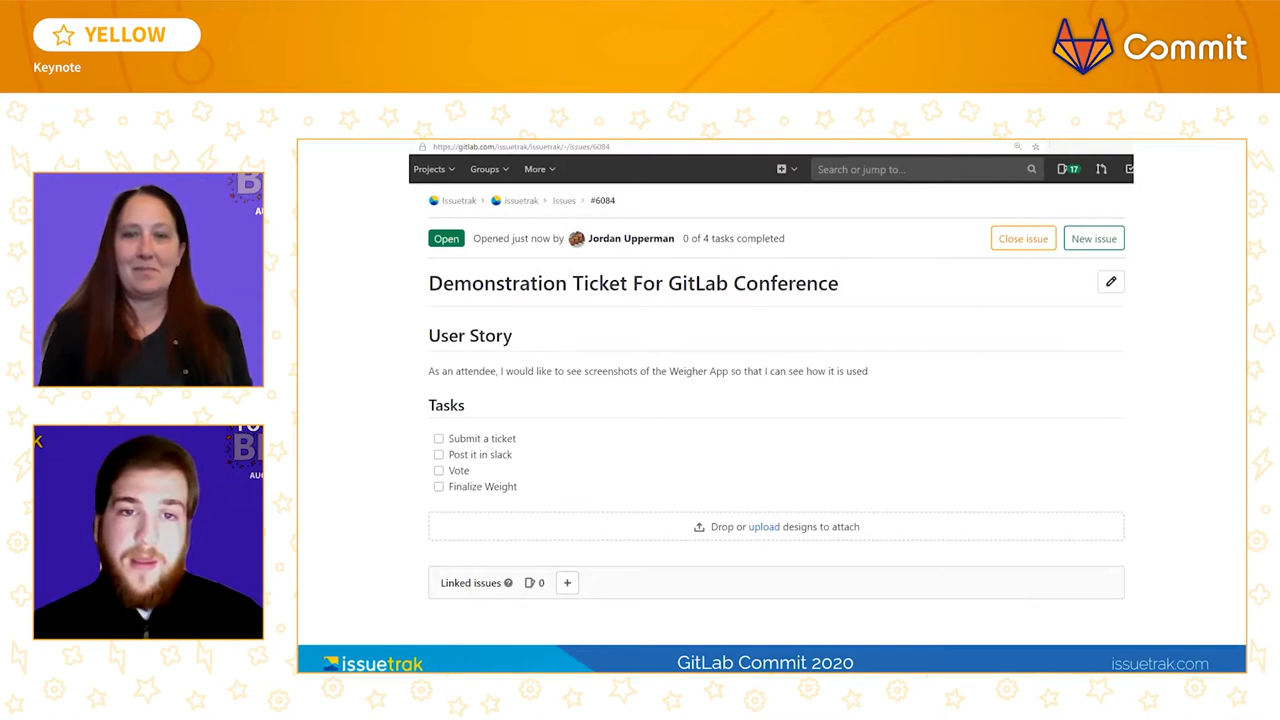 YELLOW
Keynote
Commit
B
AU
K
TO
B
AUG
https://gitlab.com/issuetrak/issuetrak/-/issues/6084
Projects Groups More Search or jump to... 17
Issuetrak > issuetrak > Issues > #6084
Open Opened just now by Jordan Upperman 0 of 4 tasks completed Close issue New issue
Demonstration Ticket For GitLab Conference
User Story
As an attendee, I would like to see screenshots of the Weigher App so that I can see how it is used
Tasks
Submit a ticket
Post it in slack
Vote
Finalize Weight
Drop or upload designs to attach
Linked issues 0 +
issuetrak GitLab Commit 2020 issuetrak.com